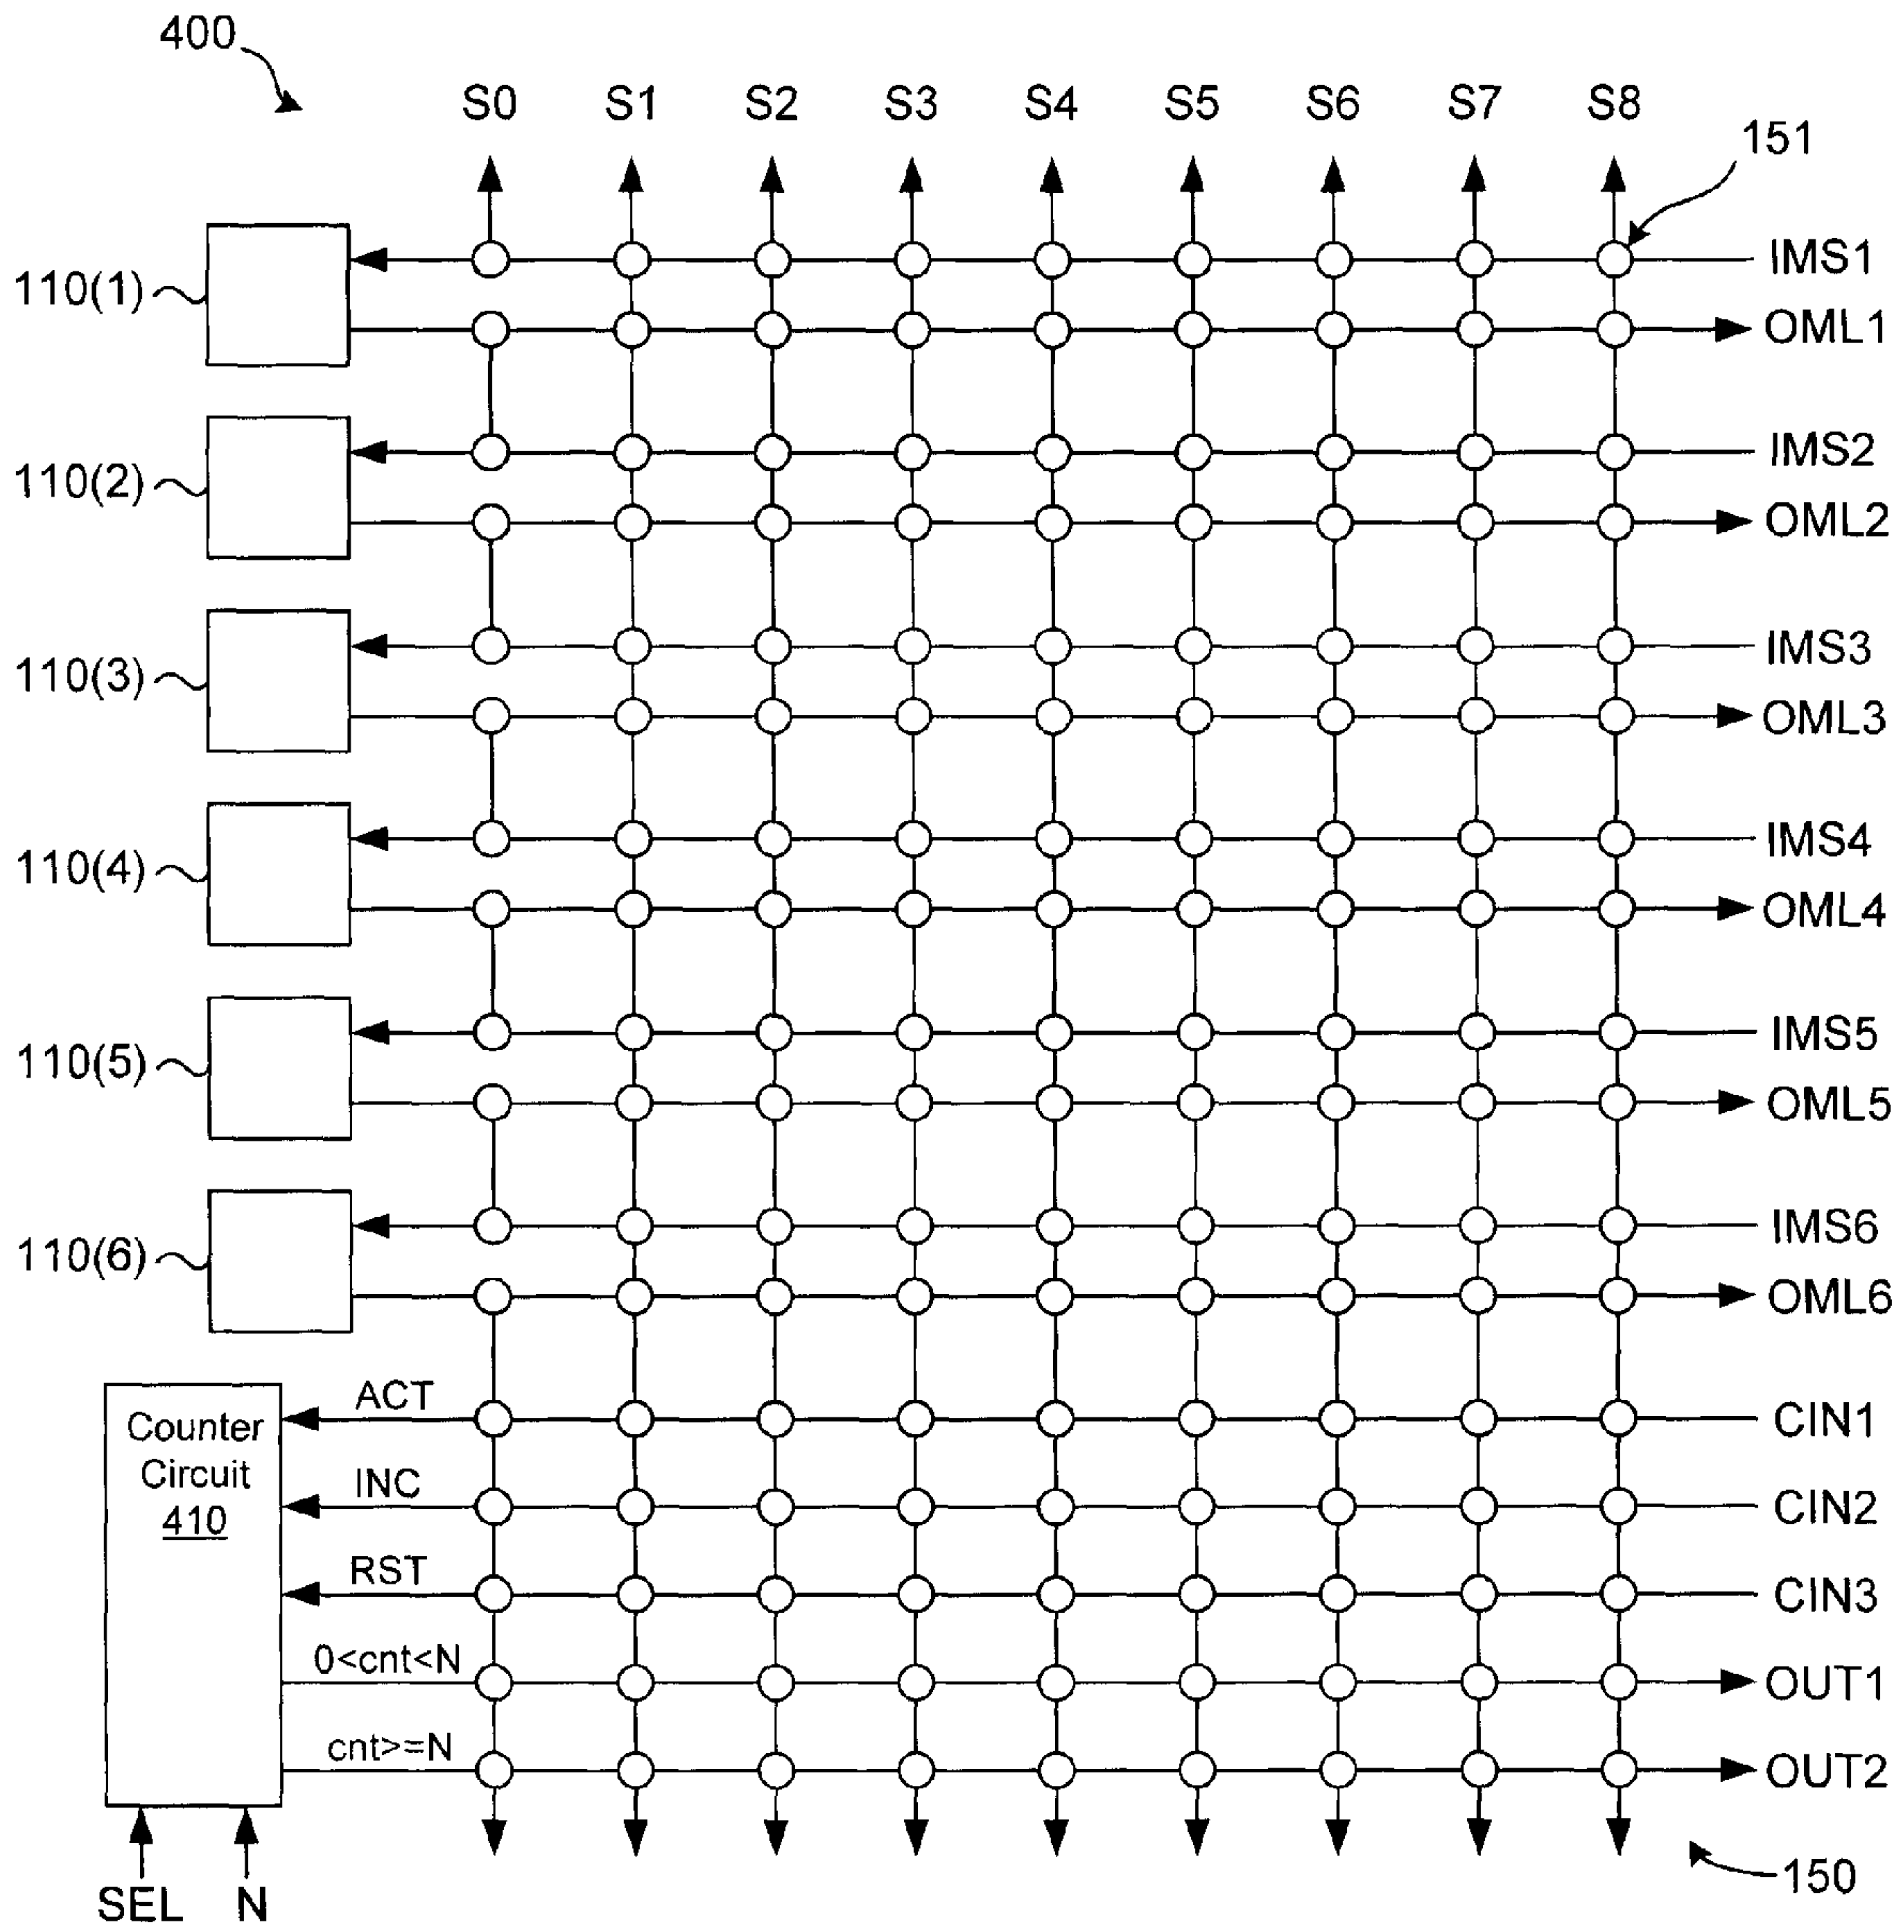 400
S0 S1 S2 S3 S4 S5 S6 S7 S8
151
110(1)
IMS1
OML1
110(2)
IMS2
OML2
110(3)
IMS3
OML3
110(4)
IMS4
OML4
110(5)
IMS5
OML5
110(6)
IMS6
OML6
Counter
Circuit
410
ACT
CIN1
INC
CIN2
RST
CIN3
0<cnt<N
OUT1
cnt>=N
OUT2
SEL N
150